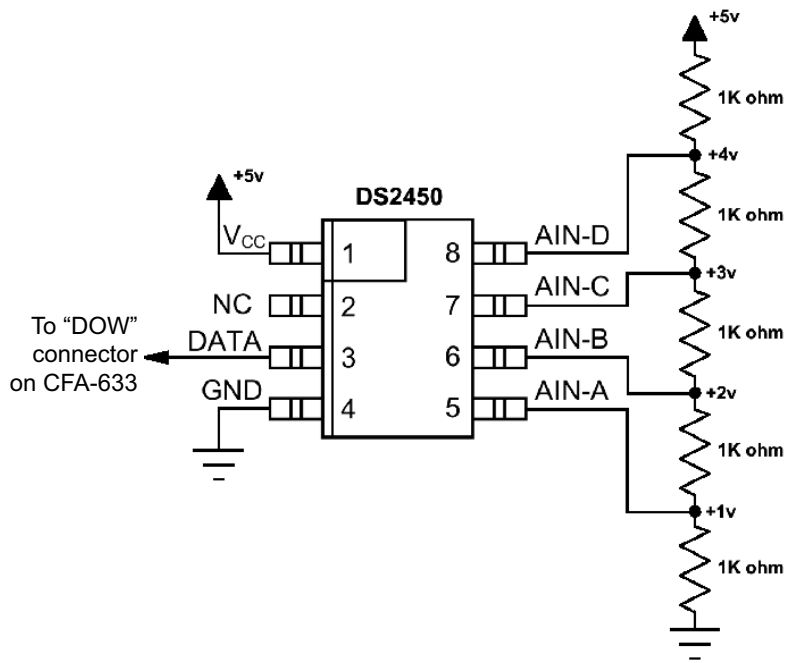 +5v
1K ohm
+4v
+5v
DS2450
1K ohm
VCC
1
8
AIN-D
+3v
NC
2
7
AIN-C
To “DOW”
connector
on CFA-633
DATA
3
6
AIN-B
1K ohm
+2v
GND
4
5
AIN-A
1K ohm
+1v
1K ohm